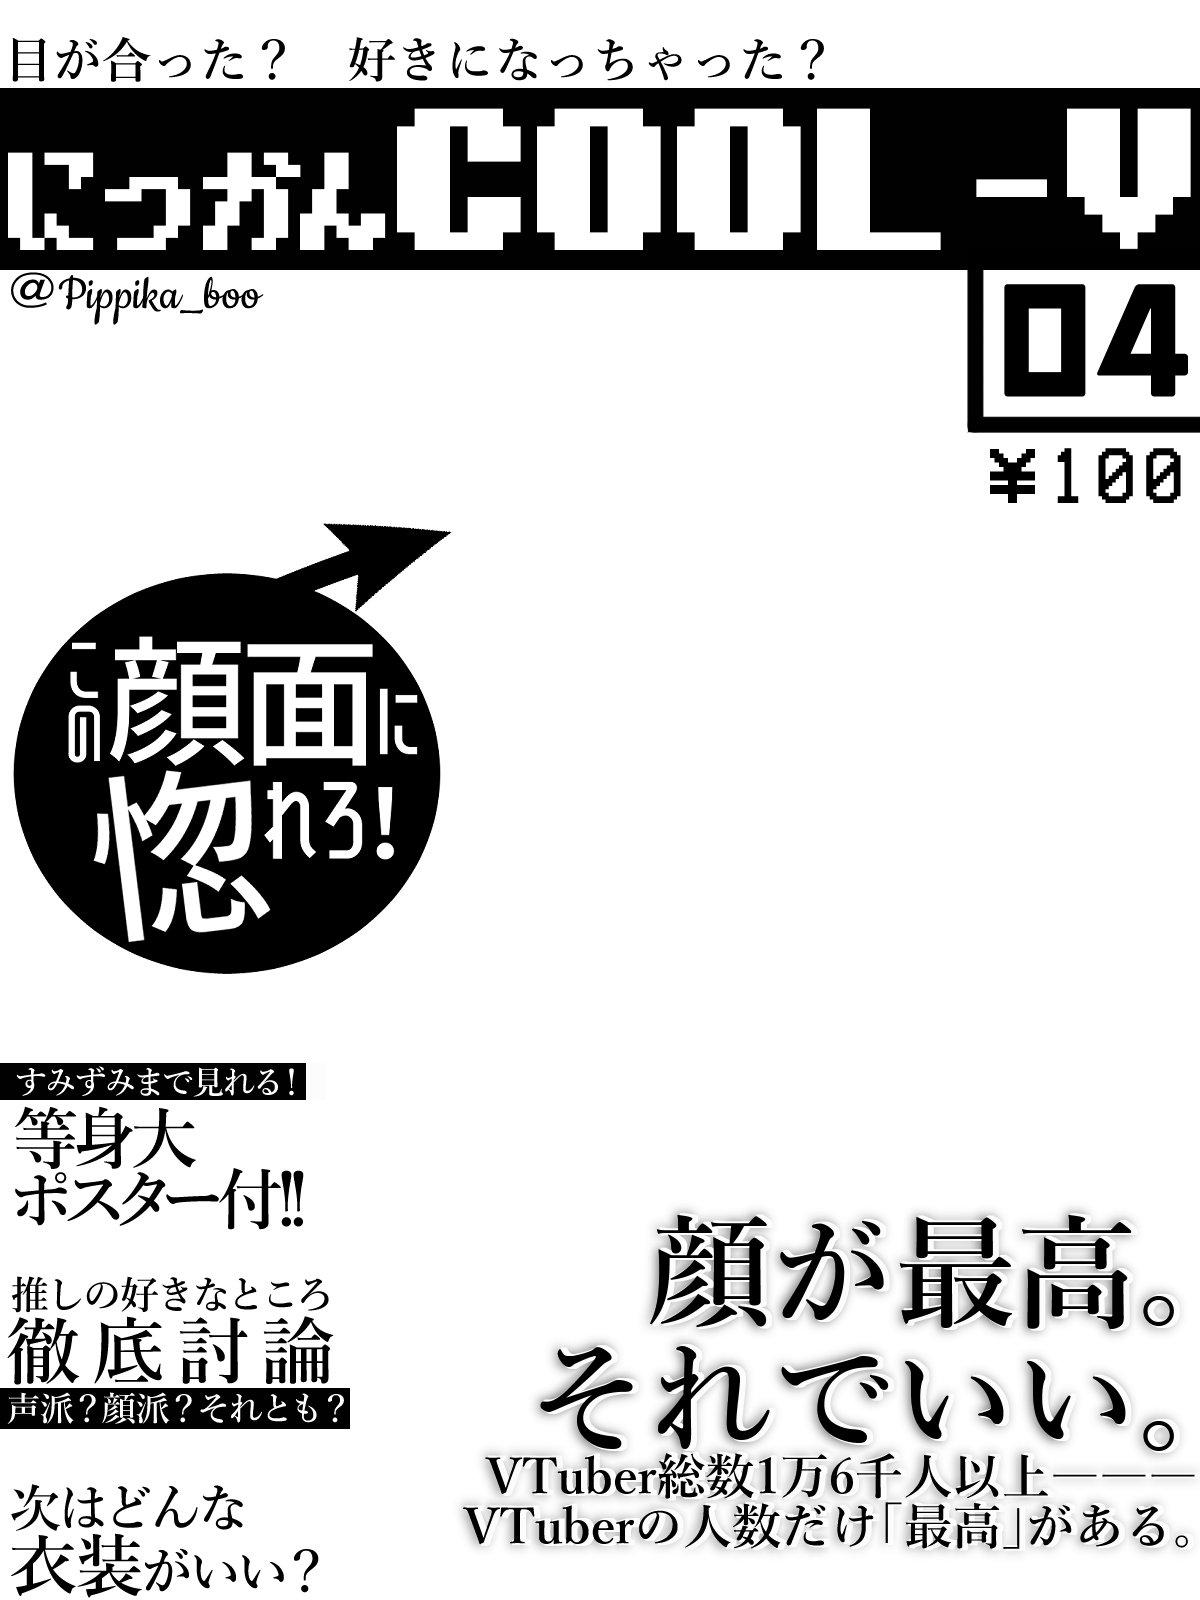 目が合った？　好きになっちゃった？
にっかんCOOL-V
@Pippika_boo
04
¥100
この顔面に
惚れろ！
すみずみまで見れる！
等身大
ポスター付!!
推しの好きなところ
徹底討論
声派？顔派？それとも？
次はどんな
衣装がいい？
顔が最高。
それでいい。
VTuber総数1万6千人以上―――
VTuberの人数だけ「最高」がある。